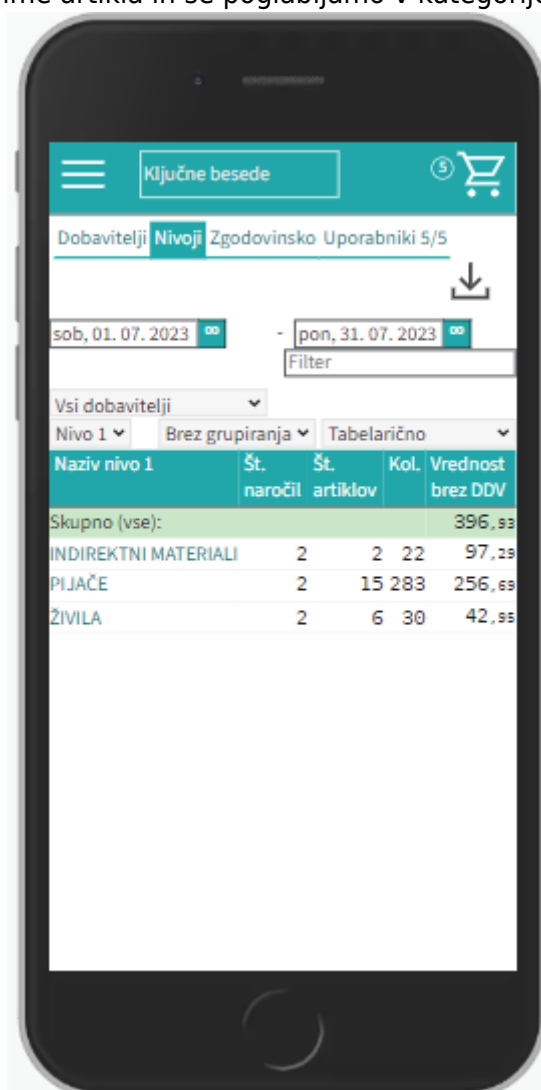 ime artikla in se poglabljamo v kategorije
Ključne besede
5
Dobavitelji Nivoji Zgodovinsko Uporabniki 5/5
sob, 01. 07. 2023 - pon, 31. 07. 2023
Filter
Vsi dobavitelji
Nivo 1 Brez grupiranja Tabelarično
Naziv nivo 1 Št. naročil Št. artiklov Kol. Vrednost brez DDV
Skupno (vse): 396,93
INDIREKTNI MATERIALI 2 2 22 97,29
PIJAČE 2 15 283 256,69
ŽIVILA 2 6 30 42,95